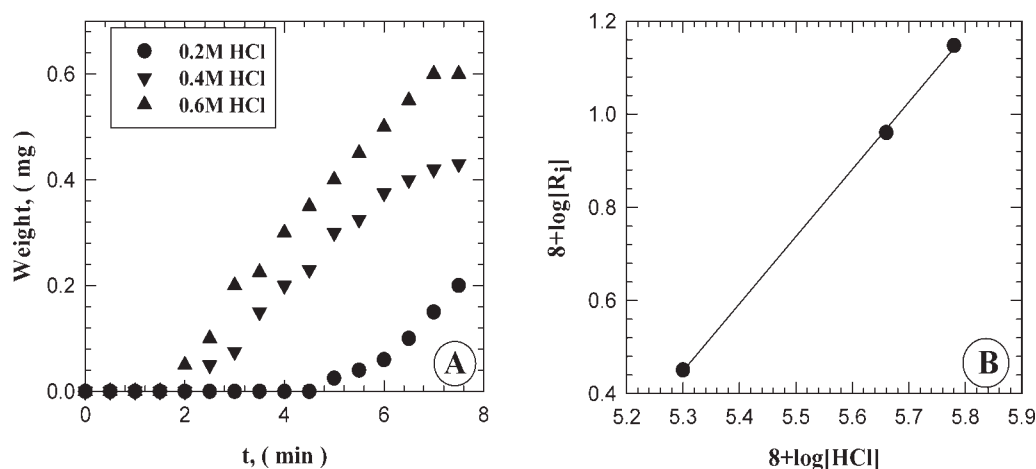 0.2M HCl
0.4M HCl
0.6M HCl
Weight, ( mg )
0.6
0.4
0.2
0.0
0
2
4
6
8
t, ( min )
A
8+log[Ri]
1.2
1.0
0.8
0.6
0.4
5.2
5.3
5.4
5.5
5.6
5.7
5.8
5.9
8+log[HCl]
B